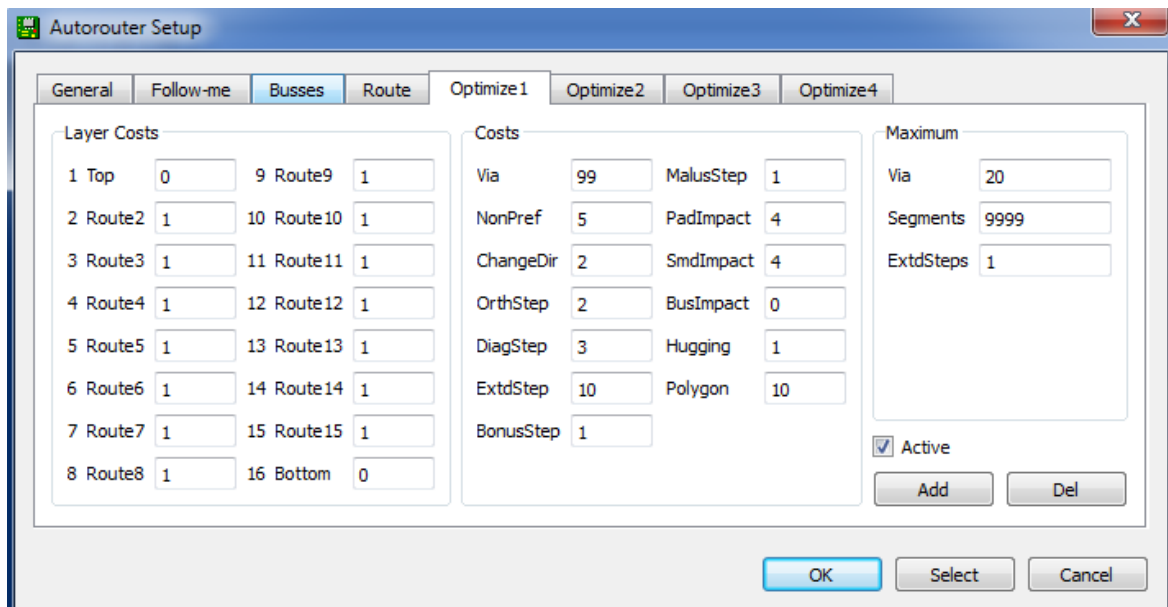 Autorouter Setup
General Follow-me Busses Route Optimize1 Optimize2 Optimize3 Optimize4
Layer Costs
1 Top 0 9 Route9 1
2 Route2 1 10 Route10 1
3 Route3 1 11 Route11 1
4 Route4 1 12 Route12 1
5 Route5 1 13 Route13 1
6 Route6 1 14 Route14 1
7 Route7 1 15 Route15 1
8 Route8 1 16 Bottom 0
Costs
Via 99 MalusStep 1
NonPref 5 PadImpact 4
ChangeDir 2 SmdImpact 4
OrthStep 2 BusImpact 0
DiagStep 3 Hugging 1
ExtdStep 10 Polygon 10
BonusStep 1
Maximum
Via 20
Segments 9999
ExtdSteps 1
Active
Add Del
OK Select Cancel